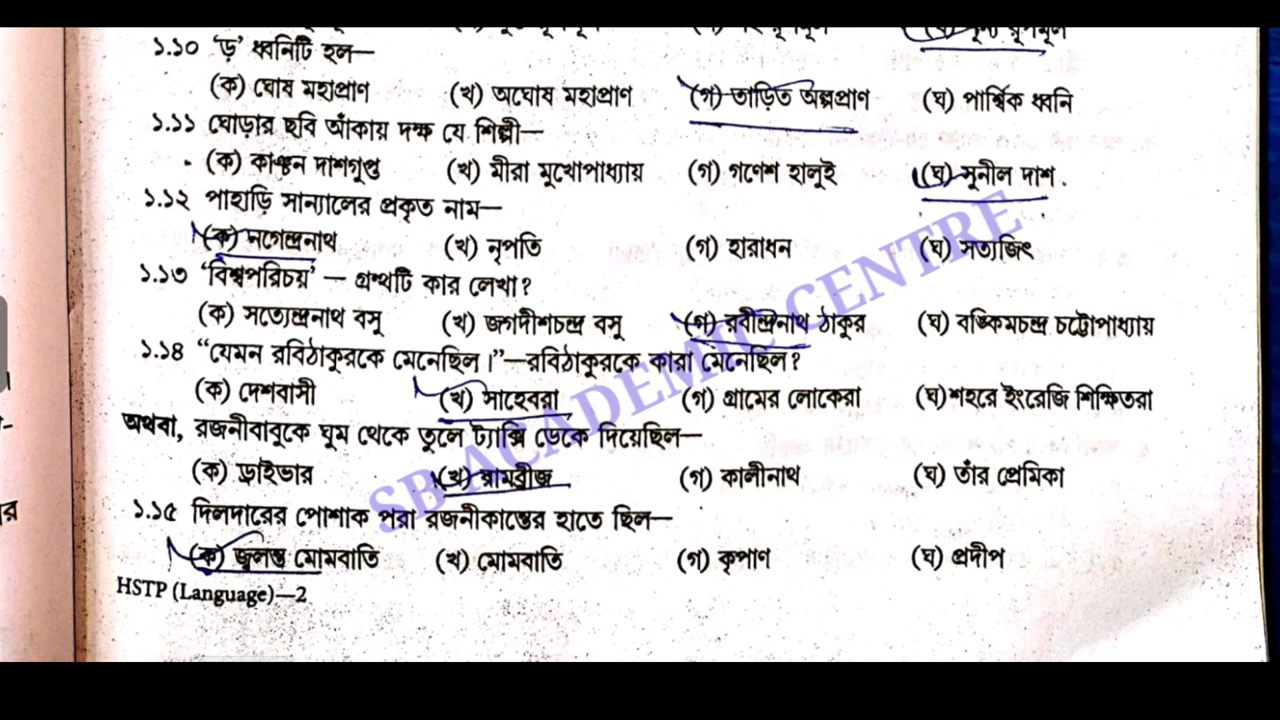 ১.১০ ‘ড়’ ধ্বনিটি হল—
(ক) ঘোষ মহাপ্রাণ (খ) অঘোষ মহাপ্রাণ (গ) তাড়িত অল্পপ্রাণ (ঘ) পার্শ্বিক ধ্বনি
১.১১ ঘোড়ার ছবি আঁকায় দক্ষ যে শিল্পী—
(ক) কাঞ্চন দাশগুপ্ত (খ) মীরা মুখোপাধ্যায় (গ) গণেশ হালুই (ঘ) সুনীল দাশ.
১.১২ পাহাড়ি সান্যালের প্রকৃত নাম—
(ক) নগেন্দ্রনাথ (খ) নৃপতি (গ) হারাধন (ঘ) সত্যজিৎ
১.১৩ ‘বিশ্বপরিচয়’ — গ্রন্থটি কার লেখা?
(ক) সত্যেন্দ্রনাথ বসু (খ) জগদীশচন্দ্র বসু (গ) রবীন্দ্রনাথ ঠাকুর (ঘ) বঙ্কিমচন্দ্র চট্টোপাধ্যায়
১.১৪ “যেমন রবিঠাকুরকে মেনেছিল।”—রবিঠাকুরকে কারা মেনেছিল?
(ক) দেশবাসী (খ) সাহেবরা (গ) গ্রামের লোকেরা (ঘ) শহরে ইংরেজি শিক্ষিতরা
অথবা, রজনীবাবুকে ঘুম থেকে তুলে ট্যাক্সি ডেকে দিয়েছিল—
(ক) ড্রাইভার (খ) রামব্রীজ (গ) কালীনাথ (ঘ) তাঁর প্রেমিকা
১.১৫ দিলদারের পোশাক পরা রজনীকান্তের হাতে ছিল—
(ক) জ্বলন্ত মোমবাতি (খ) মোমবাতি (গ) কৃপাণ (ঘ) প্রদীপ
HSTP (Language)—2
SB ACADEMIC CENTRE